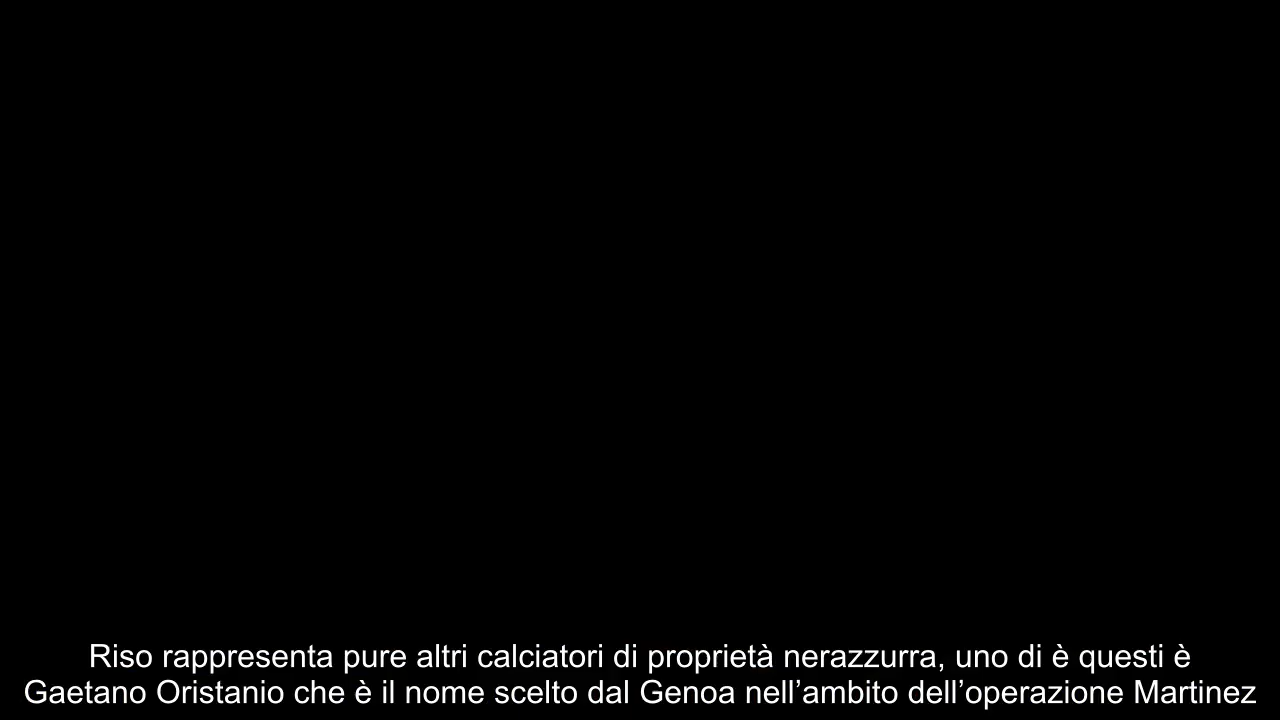 Riso rappresenta pure altri calciatori di proprietà nerazzurra, uno di è questi è
Gaetano Oristanio che è il nome scelto dal Genoa nell’ambito dell’operazione Martinez